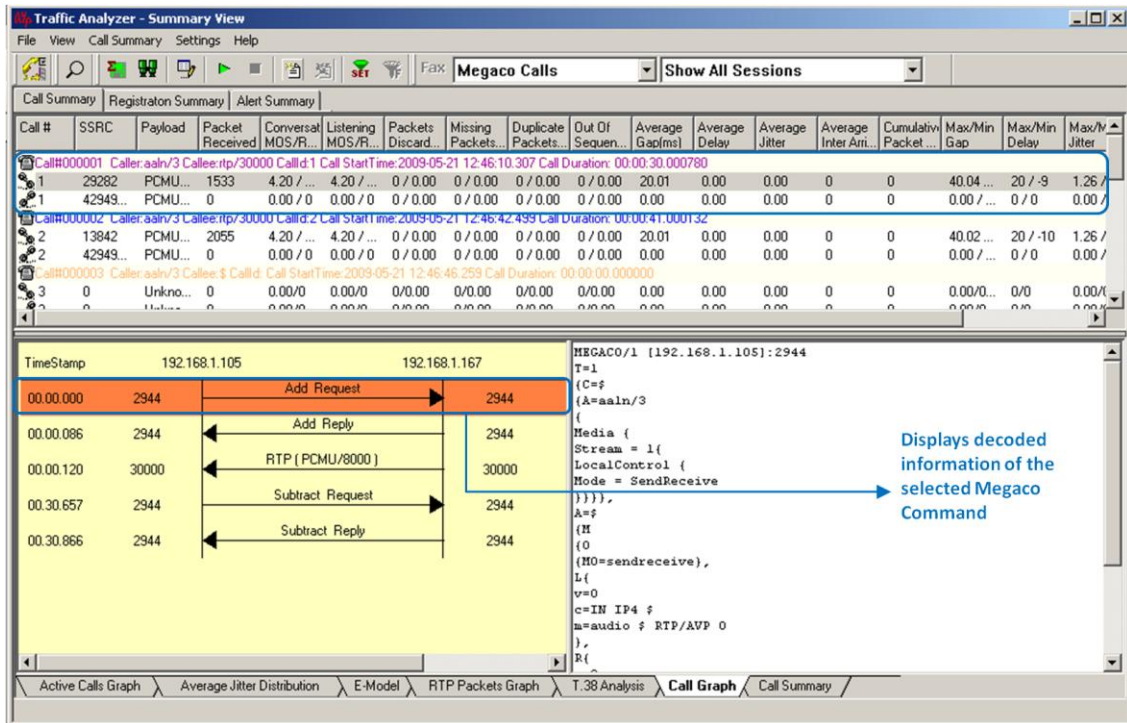 Traffic Analyzer - Summary View
File View Call Summary Settings Help
SET Fax Megaco Calls Show All Sessions
Call Summary Registraton Summary Alert Summary
Call # SSRC Payload Packet Received Conversat MOS/R... Listening MOS/R... Packets Discard... Missing Packets... Duplicate Packets... Out Of Sequen... Average Gap(ms) Average Delay Average Jitter Average Inter Arri... Cumulativ Packet ... Max/Min Gap Max/Min Delay Max/M Jitter
Call#000001 Caller:aaln/3 Callee:rtp/30000 CallId:1 Call StartTime:2009-05-21 12:46:10.307 Call Duration: 00:00:30.000780
1 29282 PCMU... 1533 4.20 / ... 4.20 / ... 0 / 0.00 0 / 0.00 0 / 0.00 0 / 0.00 20.01 0.00 0.00 0 0 40.04 ... 20 / -9 1.26 /
1 42949... PCMU... 0 0.00 / 0 0.00 / 0 0 / 0.00 0 / 0.00 0 / 0.00 0 / 0.00 0.00 0.00 0.00 0 0 0.00 / ... 0 / 0 0.00 /
Call#000002 Caller:aaln/3 Callee:rtp/30000 CallId:2 Call StartTime:2009-05-21 12:46:42.499 Call Duration: 00:00:41.000132
2 13842 PCMU... 2055 4.20 / ... 4.20 / ... 0 / 0.00 0 / 0.00 0 / 0.00 0 / 0.00 20.01 0.00 0.00 0 0 40.02 ... 20 / -10 1.26 /
2 42949... PCMU... 0 0.00 / 0 0.00 / 0 0 / 0.00 0 / 0.00 0 / 0.00 0 / 0.00 0.00 0.00 0.00 0 0 0.00 / ... 0 / 0 0.00 /
Call#000003 Caller:aaln/3 Callee:$ CallId: Call StartTime:2009-05-21 12:46:46.259 Call Duration: 00:00:00.000000
3 0 Unkno... 0 0.00/0 0.00/0 0/0.00 0/0.00 0/0.00 0/0.00 0.00 0.00 0.00 0 0 0.00/0... 0/0 0.00/
TimeStamp 192.168.1.105 192.168.1.167
00.00.000 2944 Add Request 2944
00.00.086 2944 Add Reply 2944
00.00.120 30000 RTP ( PCMU/8000 ) 30000
00.30.657 2944 Subtract Request 2944
00.30.866 2944 Subtract Reply 2944
MEGACO/1 [192.168.1.105]:2944
T=1
{C=$
{A=aaln/3
{
Media {
Stream = 1{
LocalControl {
Mode = SendReceive
}}}},
A=$
{M
{O
{MO=sendreceive},
L{
v=0
c=IN IP4 $
m=audio $ RTP/AVP 0
},
R{
Displays decoded
information of the
selected Megaco
Command
Active Calls Graph Average Jitter Distribution E-Model RTP Packets Graph T.38 Analysis Call Graph Call Summary